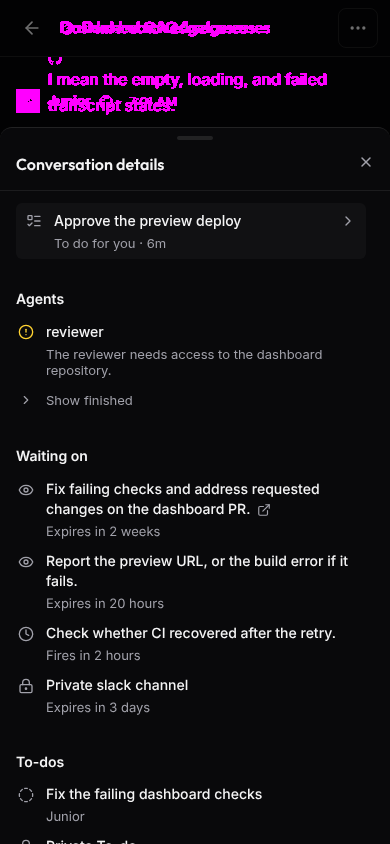 I mean the empty, loading, and failed
transcript states.
Conversation details
Approve the preview deploy
To do for you · 6m
Agents
reviewer
The reviewer needs access to the dashboard
repository.
Show finished
Waiting on
Fix failing checks and address requested
changes on the dashboard PR.
Expires in 2 weeks
Report the preview URL, or the build error if it
fails.
Expires in 20 hours
Check whether CI recovered after the retry.
Fires in 2 hours
Private slack channel
Expires in 3 days
To-dos
Fix the failing dashboard checks
Junior